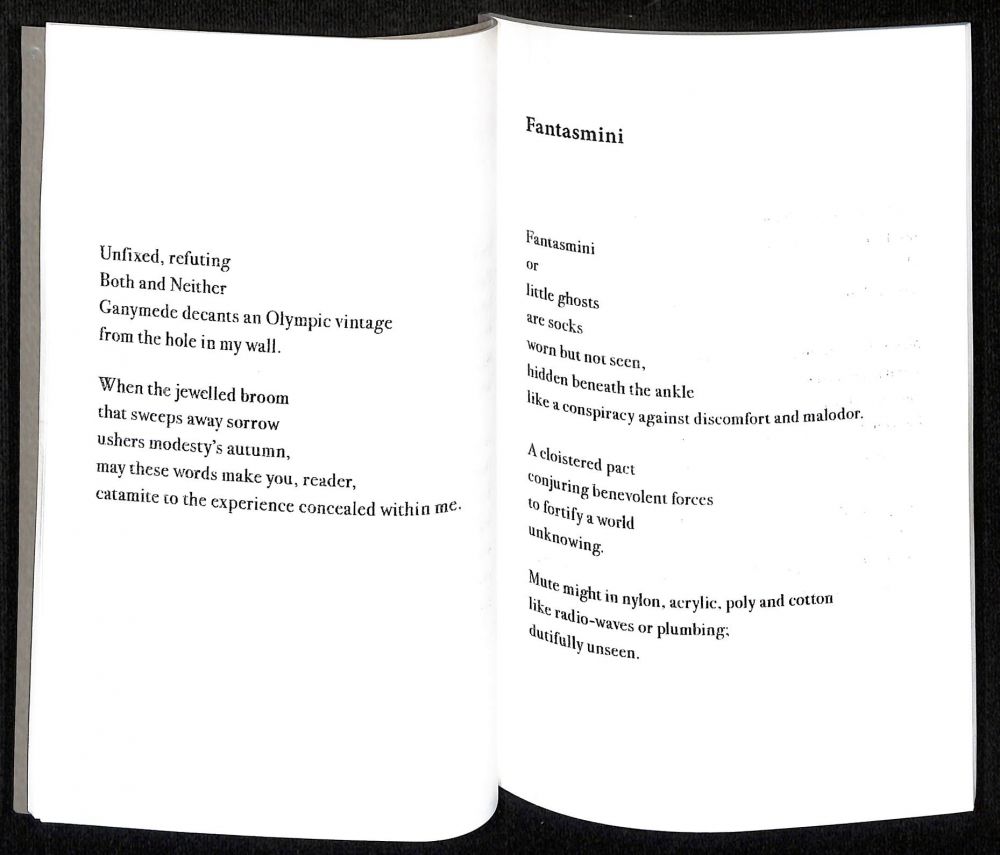 Unfixed, refuting
Both and Neither
Ganymede decants an Olympic vintage
from the hole in my wall.
When the jewelled broom
that sweeps away sorrow
ushers modesty's autumn,
may these words make you, reader,
catamite to the experience concealed within me.
Fantasmini
Fantasmini
or
little ghosts
are socks
worn but not seen,
hidden beneath the ankle
like a conspiracy against discomfort and malodor.
A cloistered pact
conjuring benevolent forces
to fortify a world
unknowing.
Mute might in nylon, acrylic, poly and cotton
like radio-waves or plumbing;
dutifully unseen.